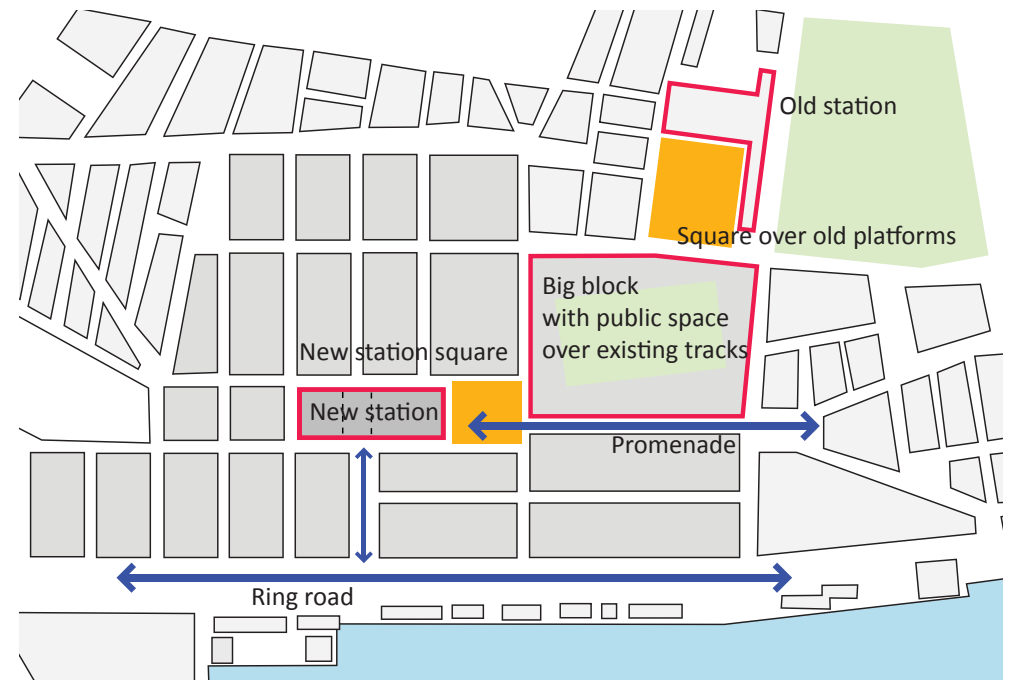 Old station
Square over old platforms
Big block
with public space
over existing tracks
New station square
New station
Promenade
Ring road